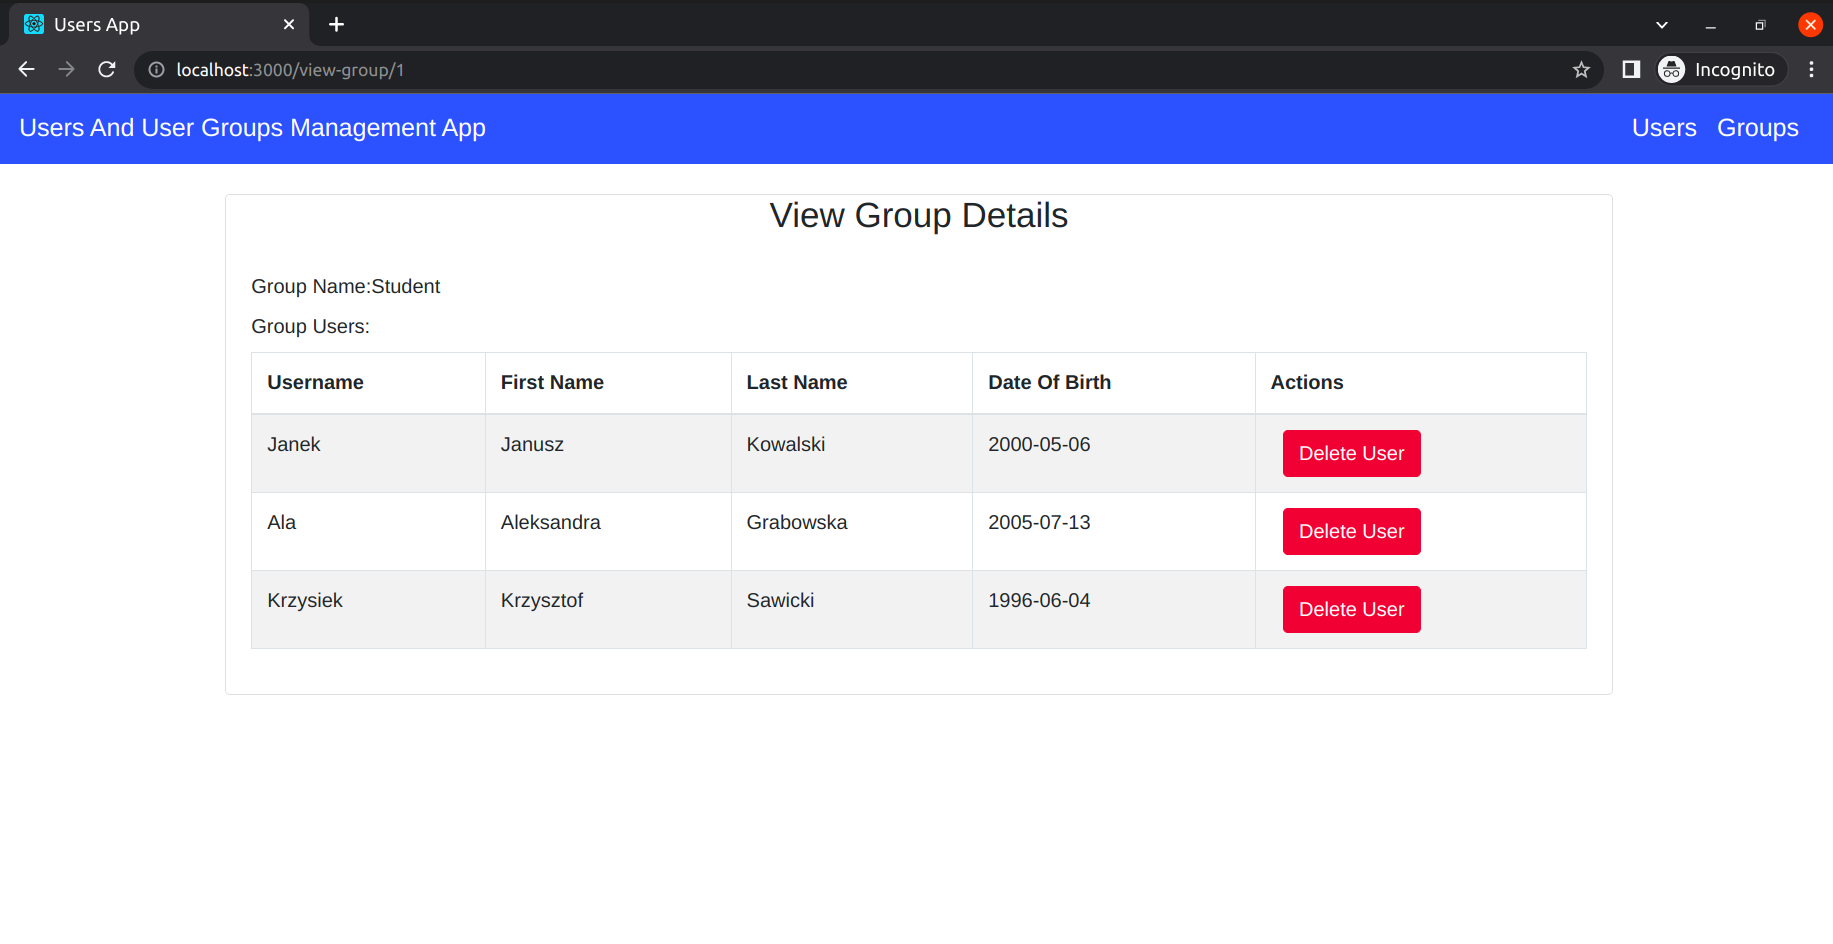 Users App
localhost:3000/view-group/1
Incognito
Users And User Groups Management App Users Groups
View Group Details
Group Name:Student
Group Users:
Username First Name Last Name Date Of Birth Actions
Janek Janusz Kowalski 2000-05-06 Delete User
Ala Aleksandra Grabowska 2005-07-13 Delete User
Krzysiek Krzysztof Sawicki 1996-06-04 Delete User